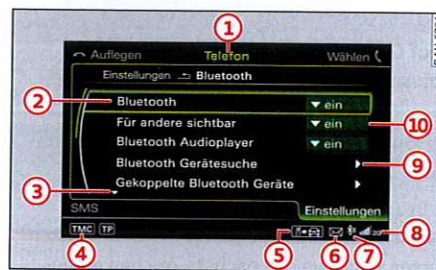 1
Auflegen Telefon Wählen
Einstellungen Bluetooth
2 Bluetooth ein
Für andere sichtbar ein 10
Bluetooth Audioplayer ein
Bluetooth Gerätesuche 9
Gekoppelte Bluetooth Geräte
3
SMS Einstellungen
TMC TP
4 5 6 7 8